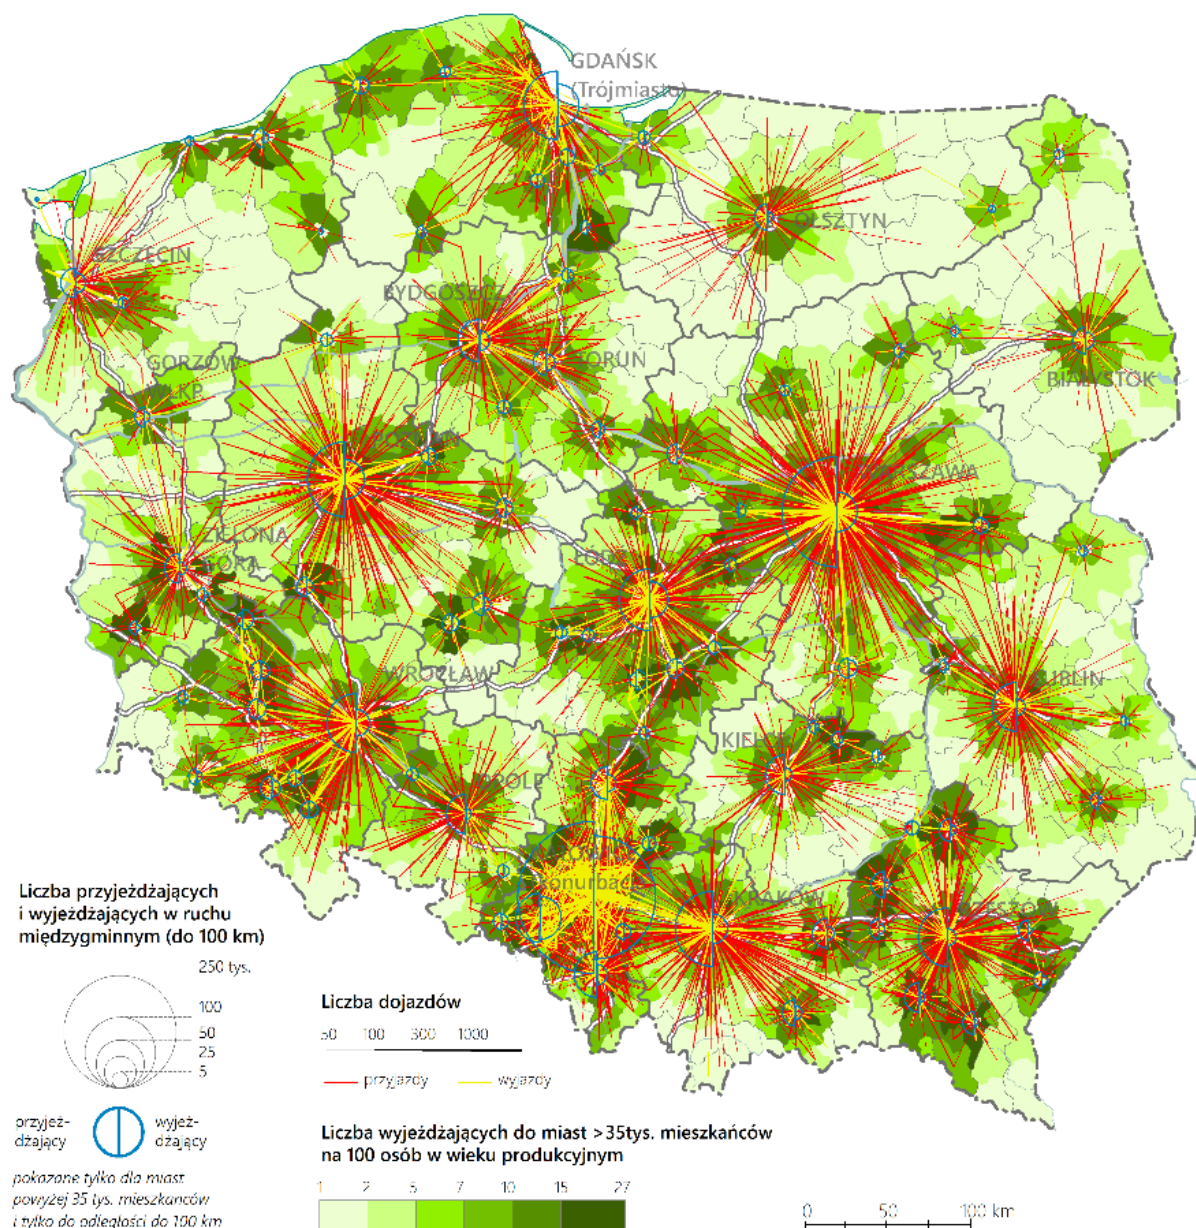 GDAŃSK
(Trójmiasto)
OLSZTYN
SZCZECIN
BYDGOSZCZ
TORUŃ
GORZÓW
WLKP.
BIAŁYSTOK
POZNAŃ
WARSZAWA
ZIELONA
GÓRA
ŁÓDŹ
WROCŁAW
LUBLIN
KIELCE
OPOLE
konurbacja
KRAKÓW
RZESZÓW
Liczba przyjeżdżających
i wyjeżdżających w ruchu
międzygminnym (do 100 km)
250 tys.
100
50
25
5
przyjeż-
dżający
wyjeż-
dżający
pokazane tylko dla miast
powyżej 35 tys. mieszkańców
i tylko do odległości do 100 km
Liczba dojazdów
50 100 300 1000
przyjazdy wyjazdy
Liczba wyjeżdżających do miast >35tys. mieszkańców
na 100 osób w wieku produkcyjnym
1 2 5 7 10 15 27
0 50 100 km